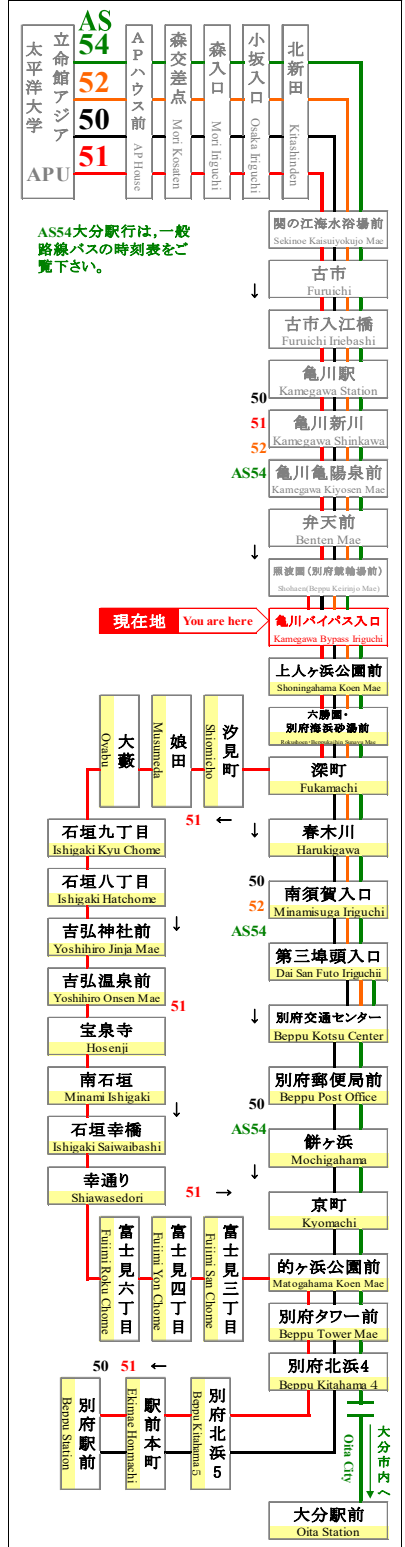 AS
54
52
50
51
立命館アジア
太平洋大学
APU
APハウス前
AP House
森交差点
Mori Kosaten
森入口
Mori Iriguchi
小坂入口
Osaka Iriguchi
北新田
Kitashinden
AS54大分駅行は,一般
路線バスの時刻表をご
覧下さい。
関の江海水浴場前
Sekinoe Kaisuiyokujo Mae
古市
Furuichi
↓
古市入江橋
Furuichi Iriebashi
亀川駅
Kamegawa Station
50
51
52
AS54
亀川新川
Kamegawa Shinkawa
亀川亀陽泉前
Kamegawa Kiyosen Mae
弁天前
Benten Mae
↓
照波園(別府競輪場前)
Shohaen(Beppu Keirinjo Mae)
現在地 You are here
亀川バイパス入口
Kamegawa Bypass Iriguchi
上人ヶ浜公園前
Shoningahama Koen Mae
六勝園・
別府海浜砂湯前
Rokushoen・Beppukaihin Sunayu Mae
深町
Fukamachi
汐見町
Shiomicho
娘田
Musumeda
大藪
Oyabu
51 ←
石垣九丁目
Ishigaki Kyu Chome
石垣八丁目
Ishigaki Hatchome
吉弘神社前
Yoshihiro Jinja Mae
↓
吉弘温泉前
Yoshihiro Onsen Mae
51
宝泉寺
Hosenji
南石垣
Minami Ishigaki
↓
石垣幸橋
Ishigaki Saiwaibashi
幸通り
Shiawasedori
51 →
富士見六丁目
Fujimi Roku Chome
富士見四丁目
Fujimi Yon Chome
富士見三丁目
Fujimi San Chome
↓
春木川
Harukigawa
50
52
AS54
南須賀入口
Minamisuga Iriguchi
第三埠頭入口
Dai San Futo Iriguchii
↓
別府交通センター
Beppu Kotsu Center
別府郵便局前
Beppu Post Office
50
AS54
餅ヶ浜
Mochigahama
↓
京町
Kyomachi
的ヶ浜公園前
Matogahama Koen Mae
別府タワー前
Beppu Tower Mae
別府北浜4
Beppu Kitahama 4
50 51 ←
別府北浜5
Beppu Kitahama 5
駅前本町
Ekimae Honmachi
別府駅前
Beppu Station
大分市内へ
Oita City
大分駅前
Oita Station